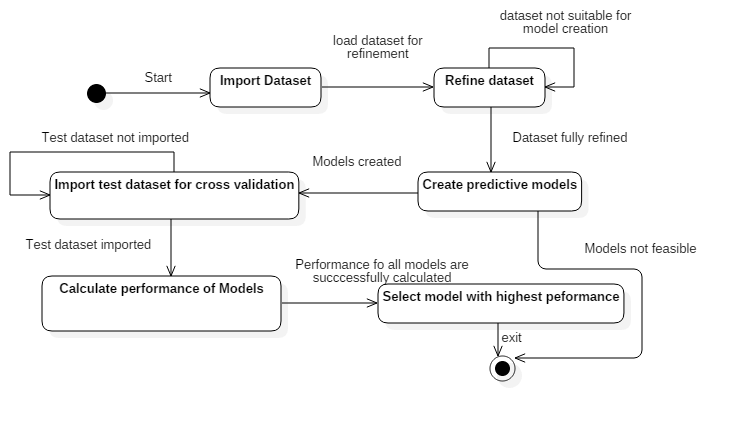 dataset not suitable for
model creation
load dataset for
refinement
Start
Import Dataset
Refine dataset
Test dataset not imported
Dataset fully refined
Models created
Import test dataset for cross validation
Create predictive models
Test dataset imported
Models not feasible
Performance fo all models are
succcessfully calculated
Calculate performance of Models
Select model with highest peformance
exit